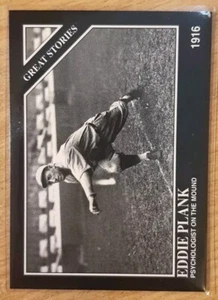 GREAT STORIES
1916
EDDIE PLANK
PSYCHOLOGIST ON THE MOUND